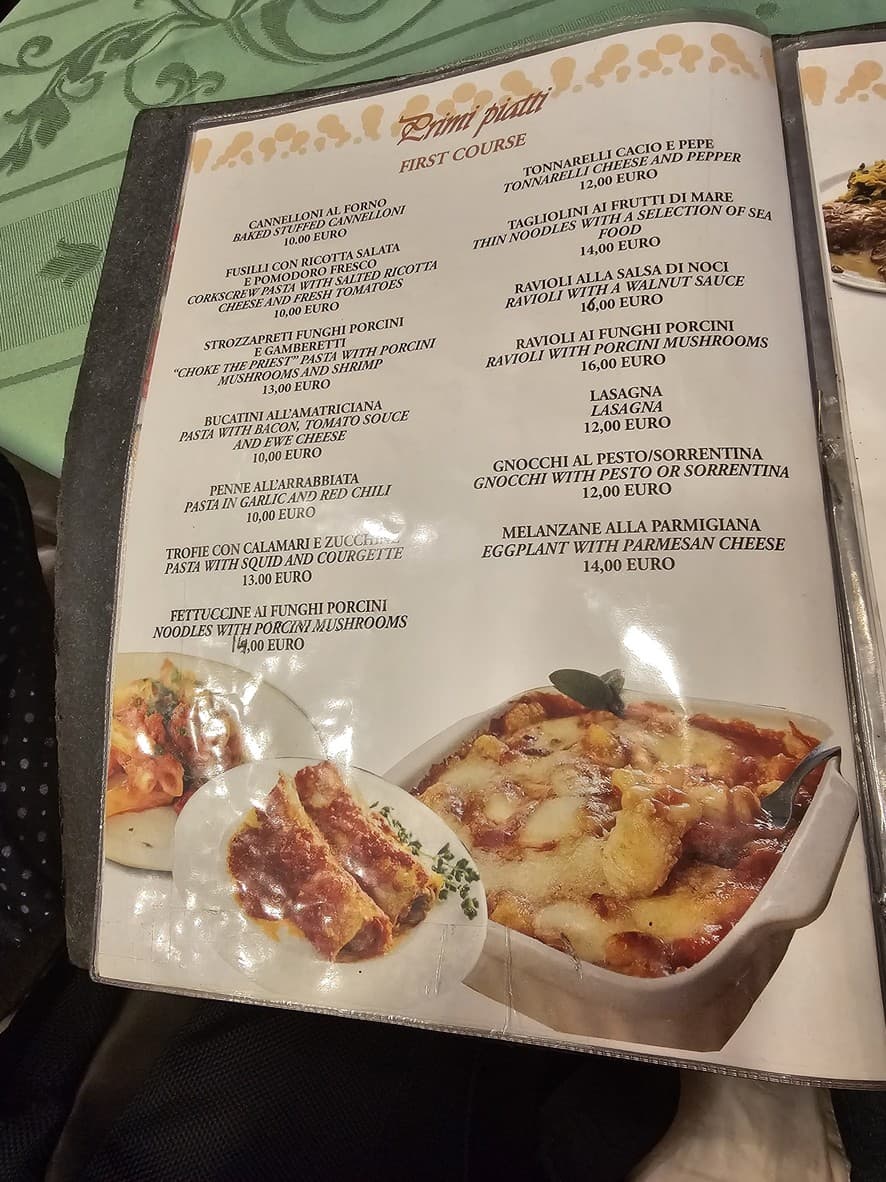 Primi piatti
FIRST COURSE
CANNELLONI AL FORNO
BAKED STUFFED CANNELLONI
10.00 EURO
FUSILLI CON RICOTTA SALATA
E POMODORO FRESCO
CORKSCREW PASTA WITH SALTED RICOTTA
CHEESE AND FRESH TOMATOES
10,00 EURO
STROZZAPRETI FUNGHI PORCINI
E GAMBERETTI
"CHOKE THE PRIEST" PASTA WITH PORCINI
MUSHROOMS AND SHRIMP
13,00 EURO
BUCATINI ALL'AMATRICIANA
PASTA WITH BACON, TOMATO SOUCE
AND EWE CHEESE
10,00 EURO
PENNE ALL'ARRABBIATA
PASTA IN GARLIC AND RED CHILI
10,00 EURO
TROFIE CON CALAMARI E ZUCCHINE
PASTA WITH SQUID AND COURGETTE
13.00 EURO
FETTUCCINE AI FUNGHI PORCINI
NOODLES WITH PORCINI MUSHROOMS
EURO
TONNARELLI CACIO E PEPE
TONNARELLI CHEESE AND PEPPER
12,00 EURO
TAGLIOLINI AI FRUTTI DI MARE
THIN NOODLES WITH A SELECTION OF SEA
FOOD
14,00 EURO
RAVIOLI ALLA SALSA DI NOCI
RAVIOLI WITH A WALNUT SAUCE
16,00 EURO
RAVIOLI AI FUNGHI PORCINI
RAVIOLI WITH PORCINI MUSHROOMS
16,00 EURO
LASAGNA
LASAGNA
12,00 EURO
GNOCCHI AL PESTO/SORRENTINA
GNOCCHI WITH PESTO OR SORRENTINA
12,00 EURO
MELANZANE ALLA PARMIGIANA
EGGPLANT WITH PARMESAN CHEESE
14,00 EURO